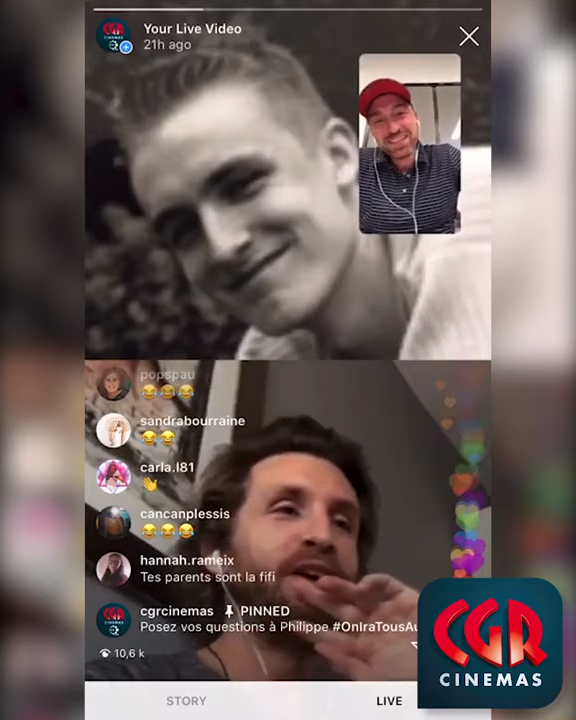 Your Live Video
21h ago
popspau
😂😂😂
sandrabourraine
😂😂
carla.l81
👋
cancanplessis
😂😂😂
hannah.rameix
Tes parents sont la fifi
cgrcinemas 📌 PINNED
Posez vos questions à Philippe #OnIraTousAu
10,6 k
STORY
LIVE
CGR
CINEMAS